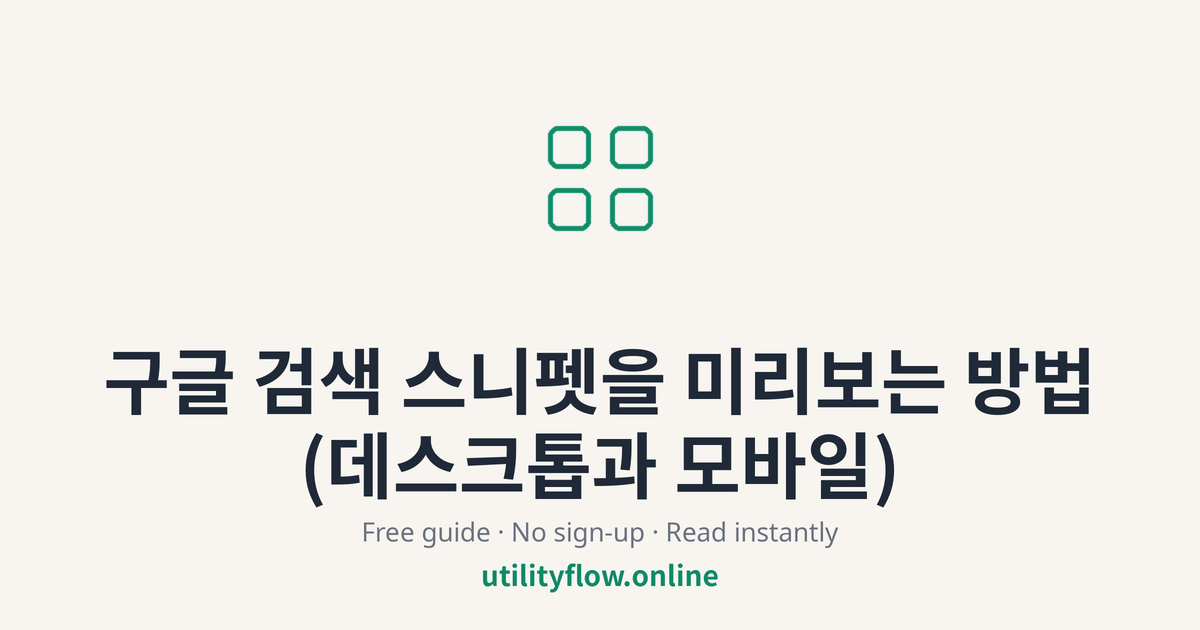 구글 검색 스니펫을 미리보는 방법
(데스크톱과 모바일)
Free guide · No sign-up · Read instantly
utilityflow.online